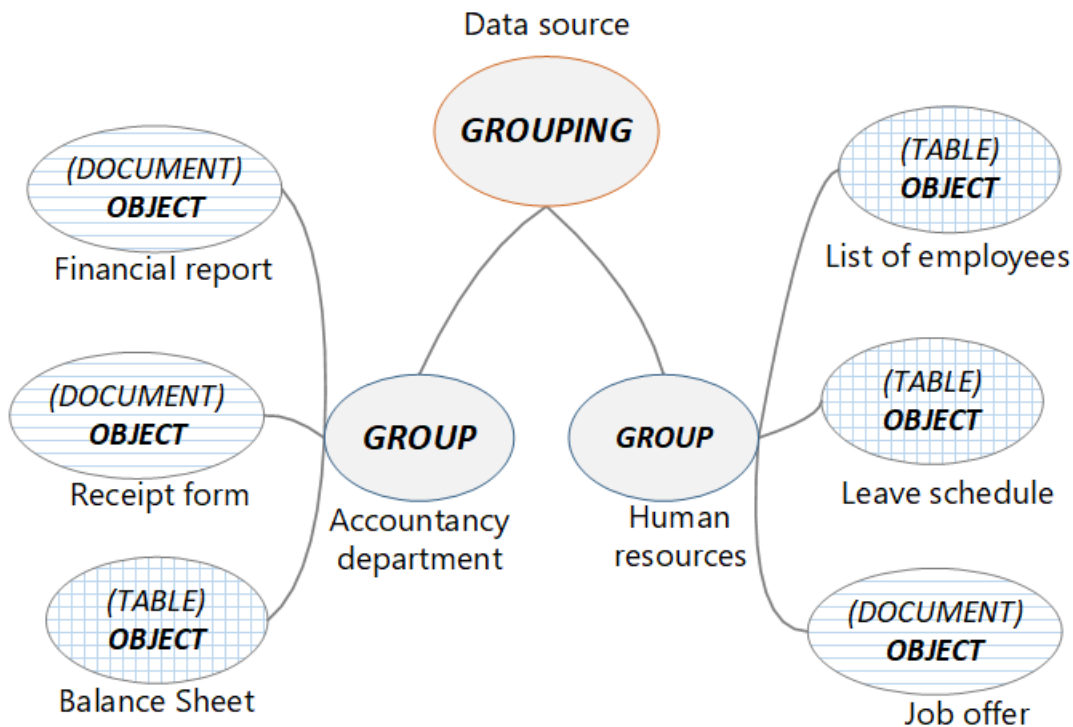 Data source
GROUPING
(DOCUMENT)
OBJECT
Financial report
(DOCUMENT)
OBJECT
Receipt form
(TABLE)
OBJECT
Balance Sheet
GROUP
Accountancy
department
GROUP
Human
resources
(TABLE)
OBJECT
List of employees
(TABLE)
OBJECT
Leave schedule
(DOCUMENT)
OBJECT
Job offer